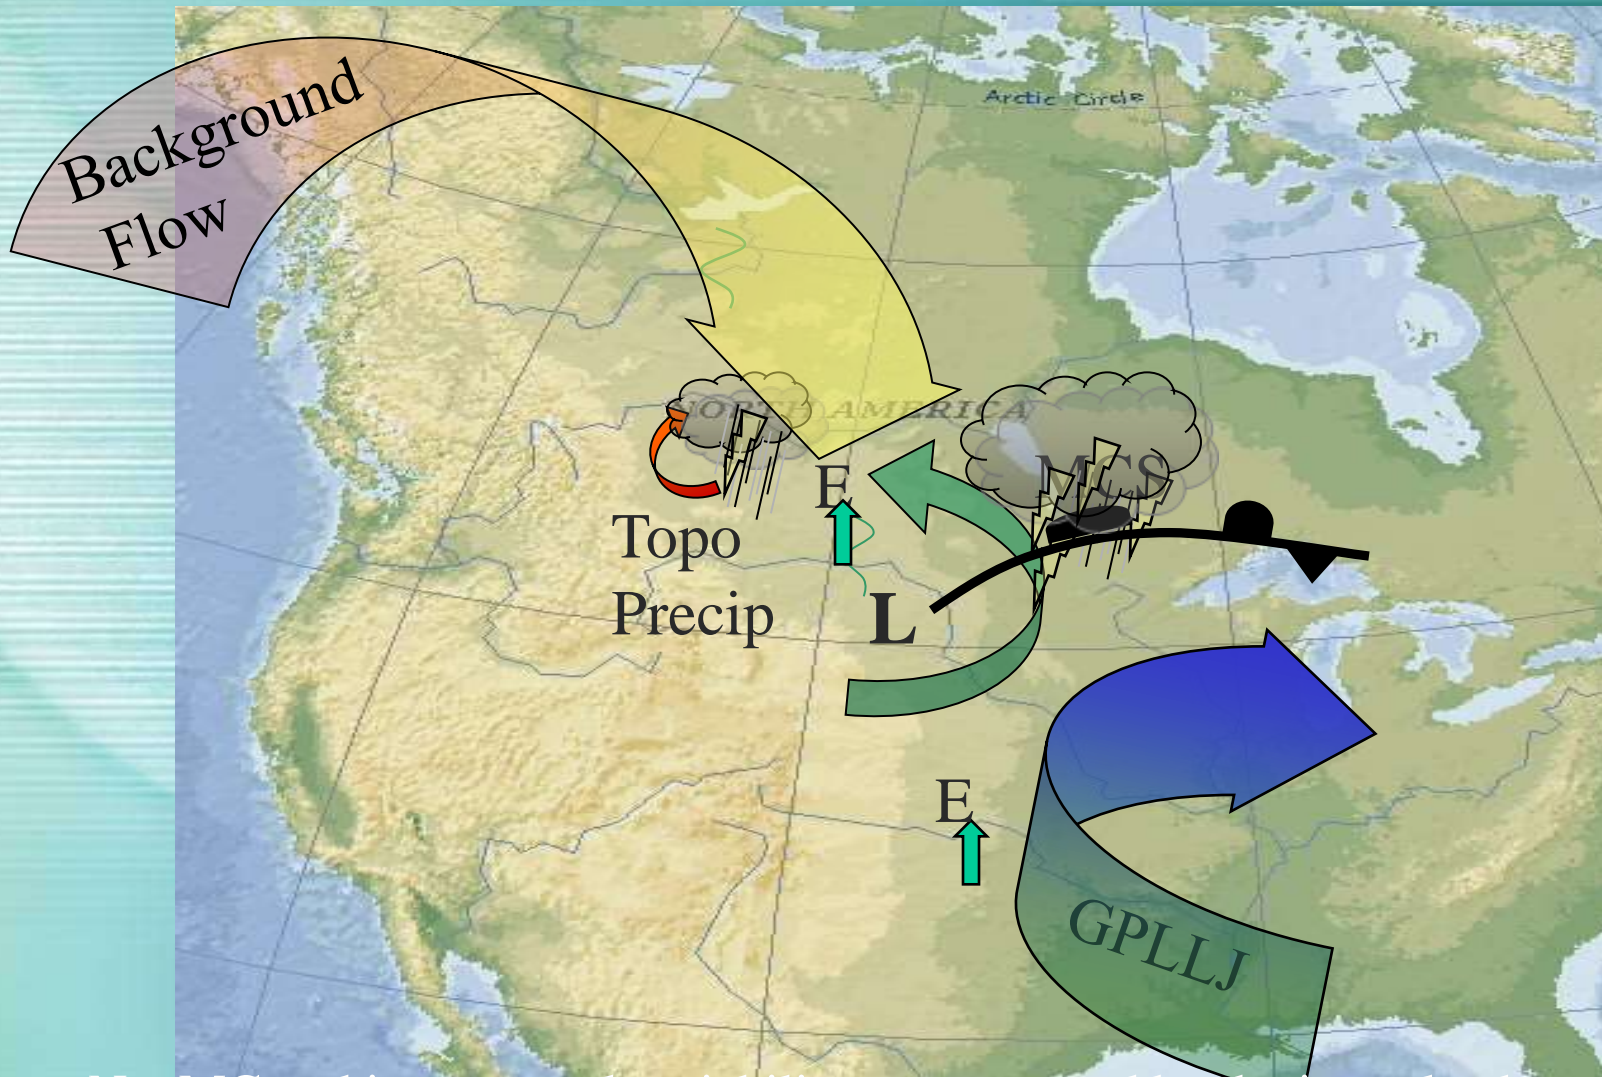 Background
Flow
Arctic Circle
NORTH AMERICA
MCS
E
Topo
Precip
L
E
GPLLJ